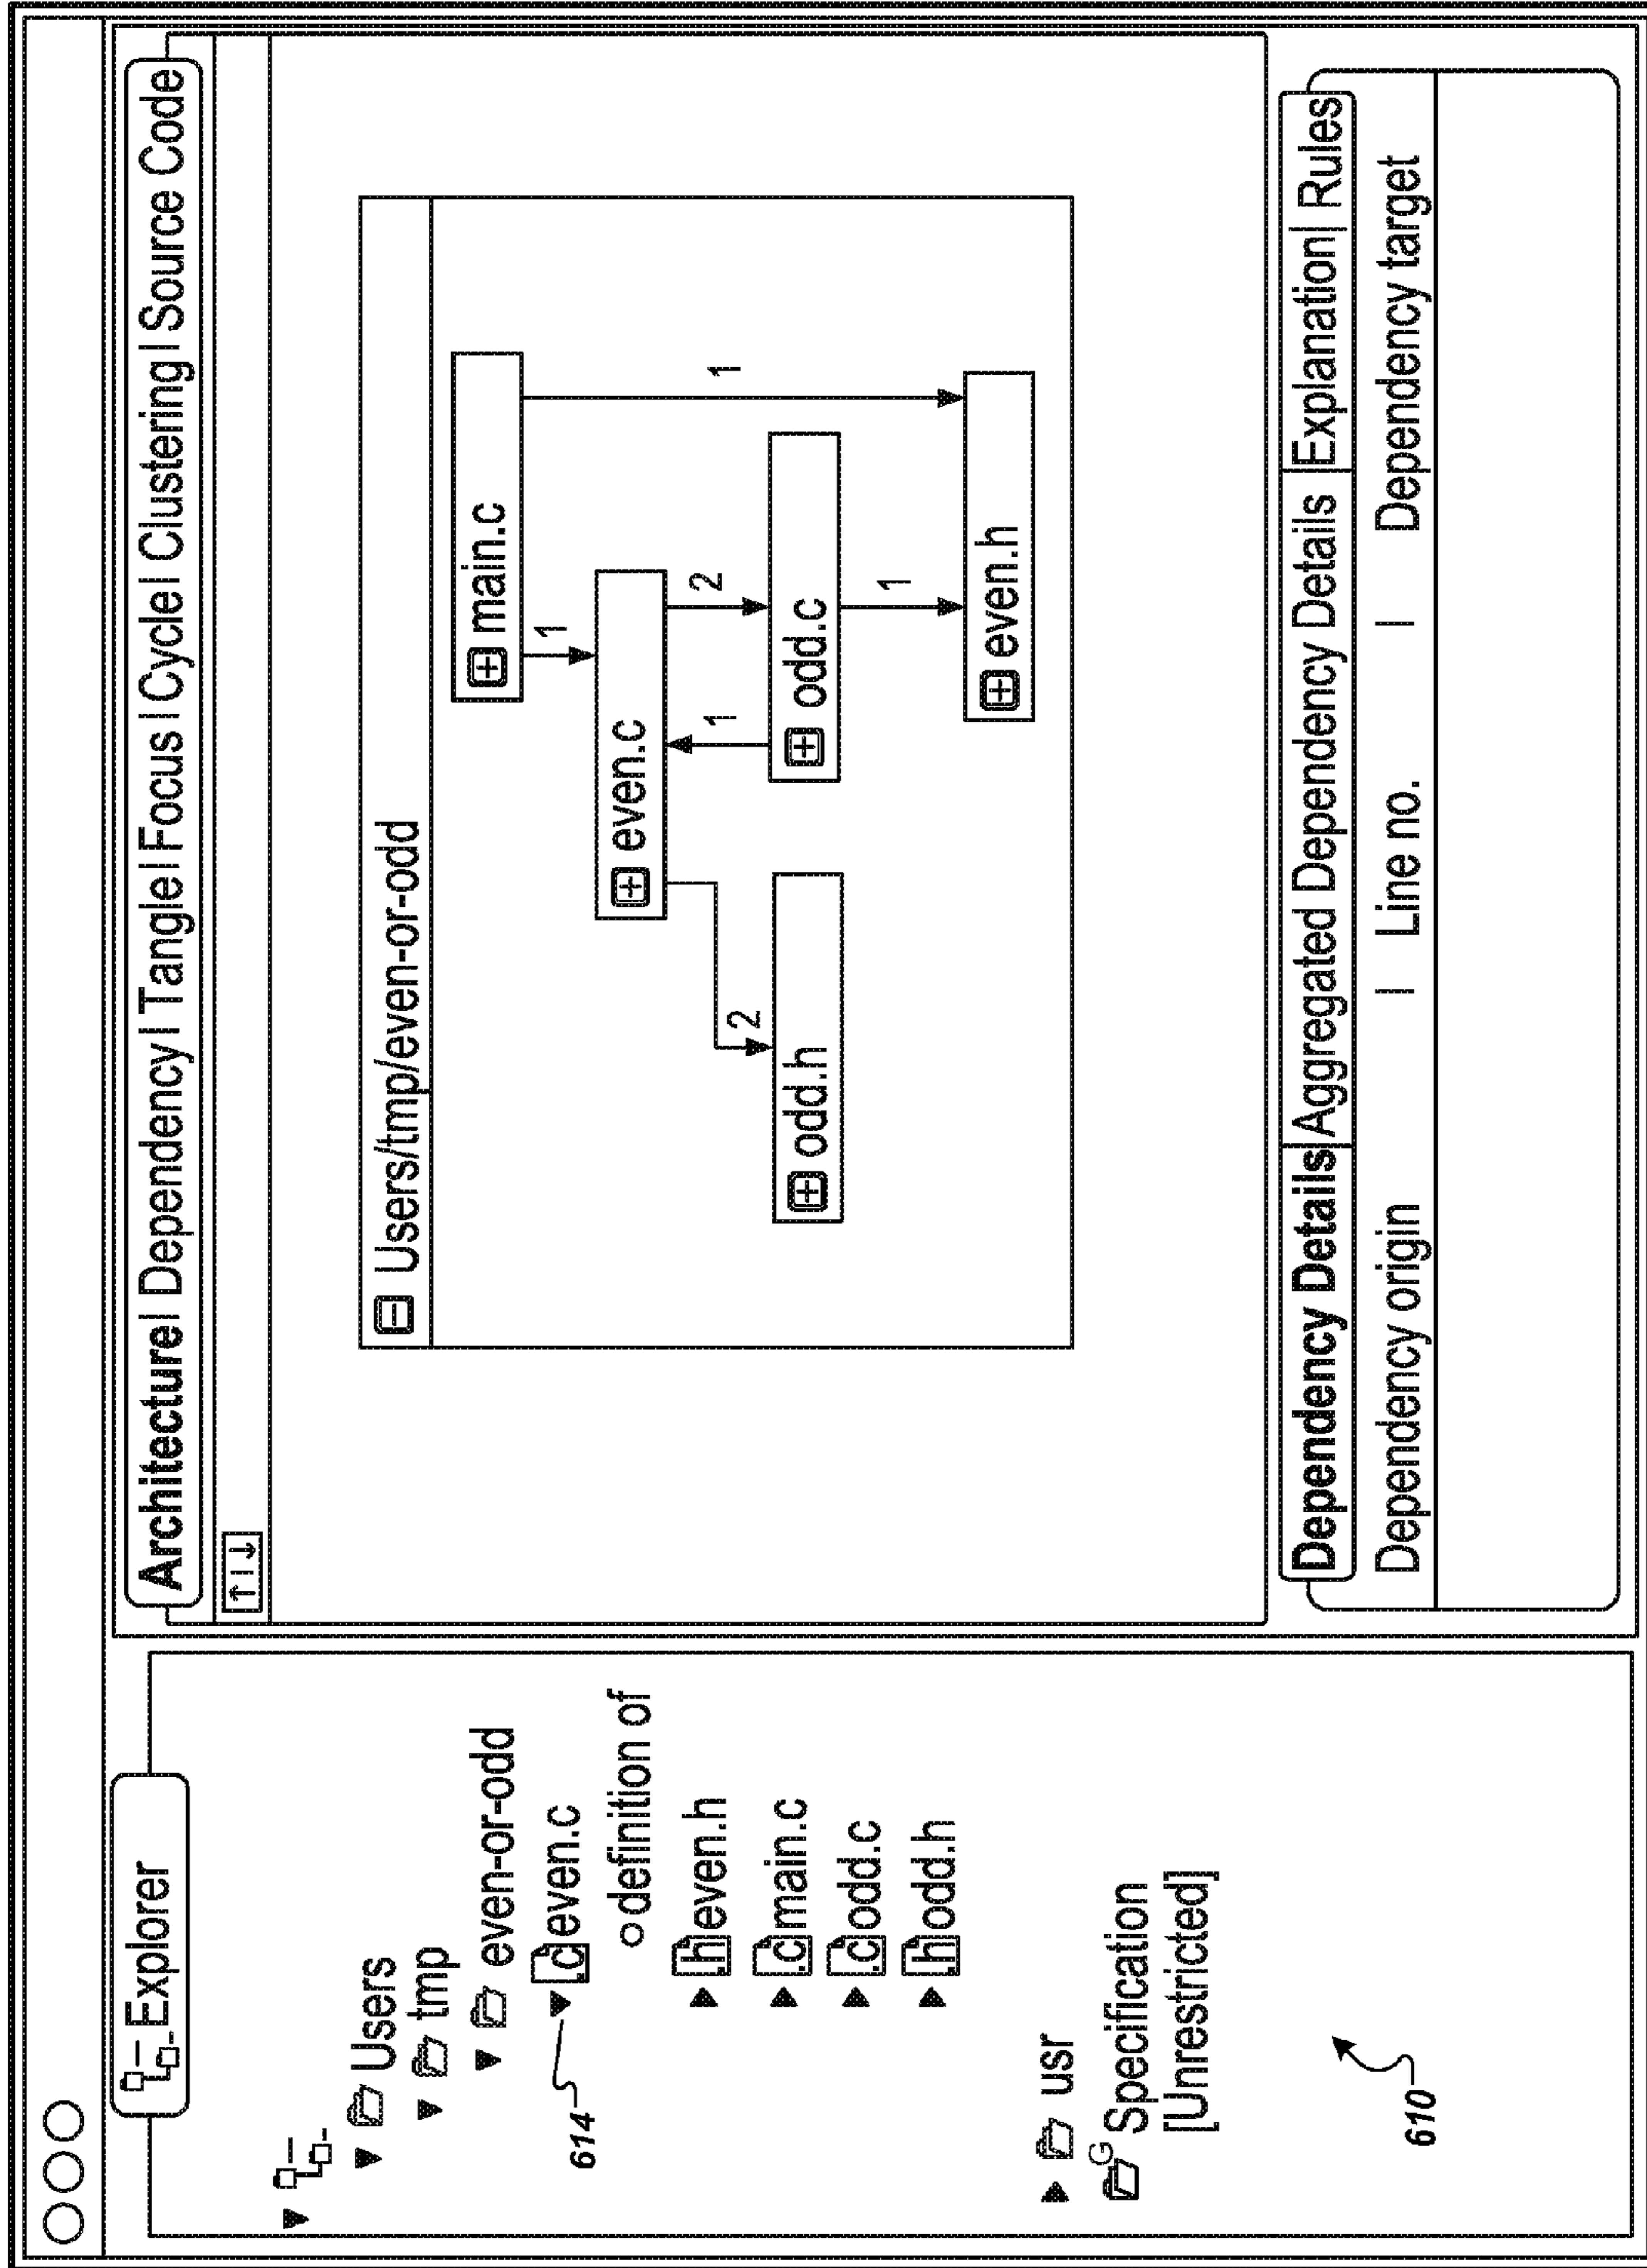 Explorer
Users
tmp
even-or-odd
.c even.c
definition of
.h even.h
.c main.c
.c odd.c
.h odd.h
usr
G
Specification
[Unrestricted]
614
610
Architecture| Dependency | Tangle | Focus | Cycle | Clustering | Source Code
Users/tmp/even-or-odd
main.c
1
even.c
1
2
1
2
odd.h
odd.c
1
even.h
Dependency Details|Aggregated Dependency Details |Explanation| Rules
Dependency origin | Line no. | Dependency target